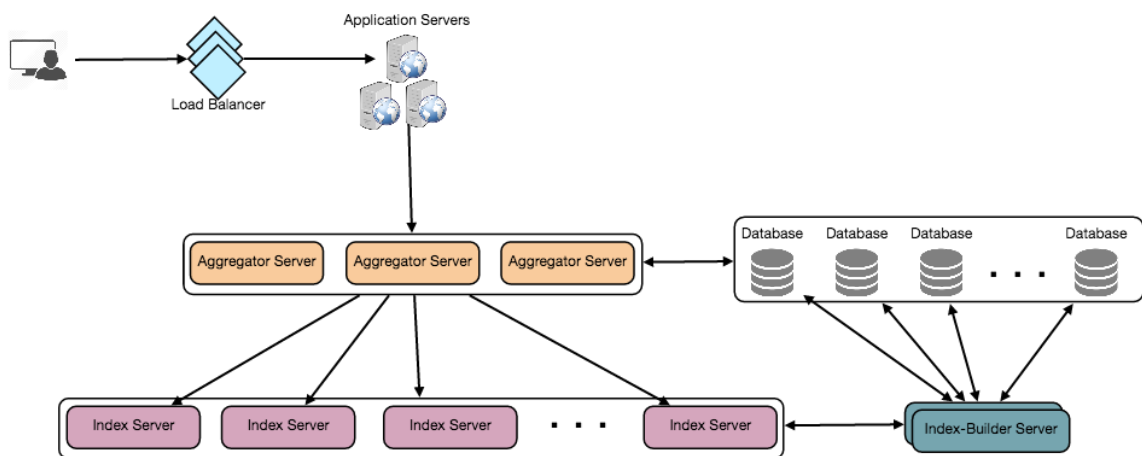 Application Servers
Load Balancer
Aggregator Server
Aggregator Server
Aggregator Server
Database
Database
Database
Database
Index Server
Index Server
Index Server
Index Server
Index-Builder Server